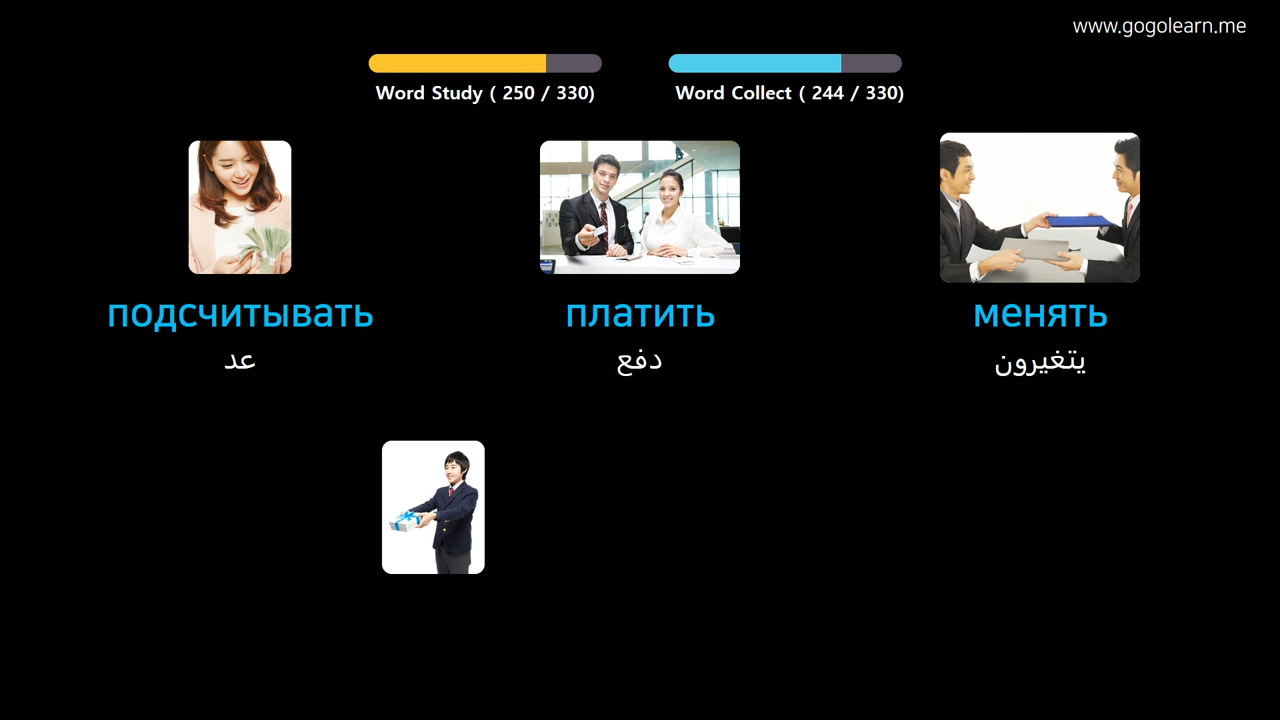 www.gogolearn.me
Word Study ( 250 / 330)
Word Collect ( 244 / 330)
подсчитывать
платить
менять
عد
دفع
يتغيرون